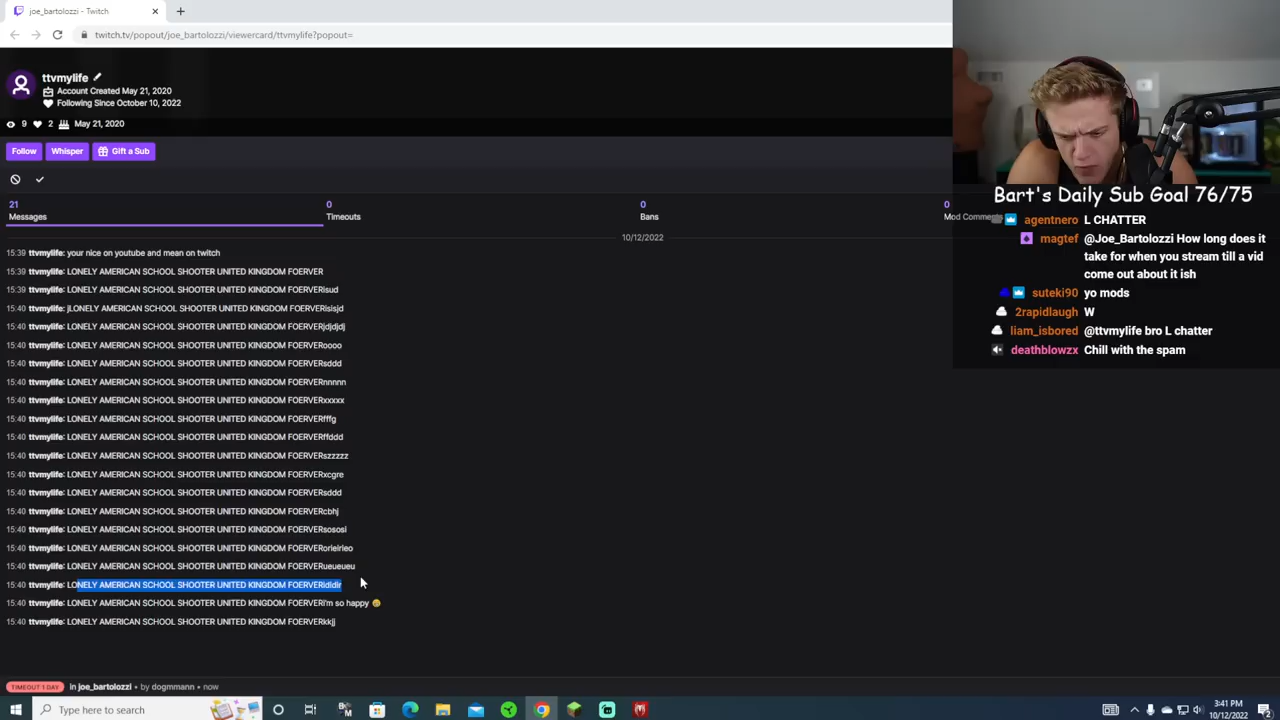 joe_bartolozzi - Twitch
twitch.tv/popout/joe_bartolozzi/viewercard/ttvmylife?popout=
ttvmylife
Account Created May 21, 2020
Following Since October 10, 2022
9 2 May 21, 2020
Follow Whisper Gift a Sub
21 0 0 0
Messages Timeouts Bans Mod Comments
10/12/2022
15:39 ttvmylife: your nice on youtube and mean on twitch
15:39 ttvmylife: LONELY AMERICAN SCHOOL SHOOTER UNITED KINGDOM FOERVER
15:39 ttvmylife: LONELY AMERICAN SCHOOL SHOOTER UNITED KINGDOM FOERVERisud
15:40 ttvmylife: jLONELY AMERICAN SCHOOL SHOOTER UNITED KINGDOM FOERVERisisjd
15:40 ttvmylife: LONELY AMERICAN SCHOOL SHOOTER UNITED KINGDOM FOERVERjdjdjdj
15:40 ttvmylife: LONELY AMERICAN SCHOOL SHOOTER UNITED KINGDOM FOERVERoooo
15:40 ttvmylife: LONELY AMERICAN SCHOOL SHOOTER UNITED KINGDOM FOERVERsddd
15:40 ttvmylife: LONELY AMERICAN SCHOOL SHOOTER UNITED KINGDOM FOERVERnnnnn
15:40 ttvmylife: LONELY AMERICAN SCHOOL SHOOTER UNITED KINGDOM FOERVERxxxxx
15:40 ttvmylife: LONELY AMERICAN SCHOOL SHOOTER UNITED KINGDOM FOERVERfffg
15:40 ttvmylife: LONELY AMERICAN SCHOOL SHOOTER UNITED KINGDOM FOERVERffddd
15:40 ttvmylife: LONELY AMERICAN SCHOOL SHOOTER UNITED KINGDOM FOERVERszzzzz
15:40 ttvmylife: LONELY AMERICAN SCHOOL SHOOTER UNITED KINGDOM FOERVERxcgre
15:40 ttvmylife: LONELY AMERICAN SCHOOL SHOOTER UNITED KINGDOM FOERVERsddd
15:40 ttvmylife: LONELY AMERICAN SCHOOL SHOOTER UNITED KINGDOM FOERVERcbhj
15:40 ttvmylife: LONELY AMERICAN SCHOOL SHOOTER UNITED KINGDOM FOERVERsososi
15:40 ttvmylife: LONELY AMERICAN SCHOOL SHOOTER UNITED KINGDOM FOERVERorieirieo
15:40 ttvmylife: LONELY AMERICAN SCHOOL SHOOTER UNITED KINGDOM FOERVERueueueu
15:40 ttvmylife: LONELY AMERICAN SCHOOL SHOOTER UNITED KINGDOM FOERVERididir
15:40 ttvmylife: LONELY AMERICAN SCHOOL SHOOTER UNITED KINGDOM FOERVERi'm so happy
15:40 ttvmylife: LONELY AMERICAN SCHOOL SHOOTER UNITED KINGDOM FOERVERkkjj
TIMEOUT 1 DAY in joe_bartolozzi • by dogmmann • now
Bart's Daily Sub Goal 76/75
agentnero L CHATTER
magtef @Joe_Bartolozzi How long does it
take for when you stream till a vid
come out about it ish
suteki90 yo mods
2rapidlaugh W
liam_isbored @ttvmylife bro L chatter
deathblowzx Chill with the spam
Type here to search
3:41 PM
10/12/2022